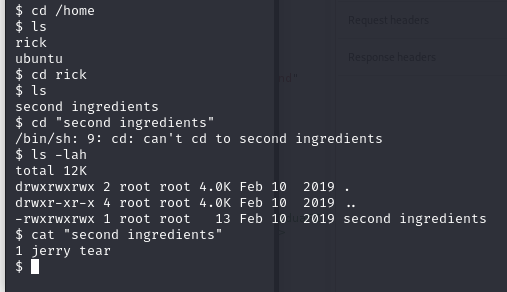 $ cd /home
$ ls
rick
ubuntu
$ cd rick
$ ls
second ingredients
$ cd "second ingredients"
/bin/sh: 9: cd: can't cd to second ingredients
$ ls -lah
total 12K
drwxrwxrwx 2 root root 4.0K Feb 10  2019 .
drwxr-xr-x 4 root root 4.0K Feb 10  2019 ..
-rwxrwxrwx 1 root root   13 Feb 10  2019 second ingredients
$ cat "second ingredients"
1 jerry tear
$
Request headers
Response headers